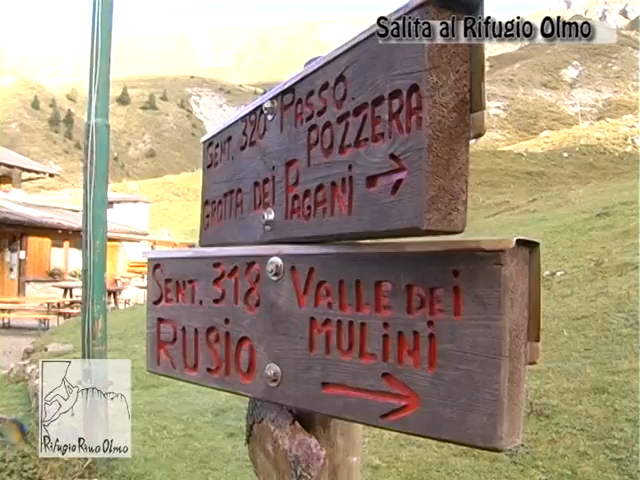 Salita al Rifugio Olmo
SENT. 320 PASSO
POZZERA
GROTTA DEI PAGANI
SENT. 318 VALLE DEI
RUSIO MULINI
Rifugio Rino Olmo